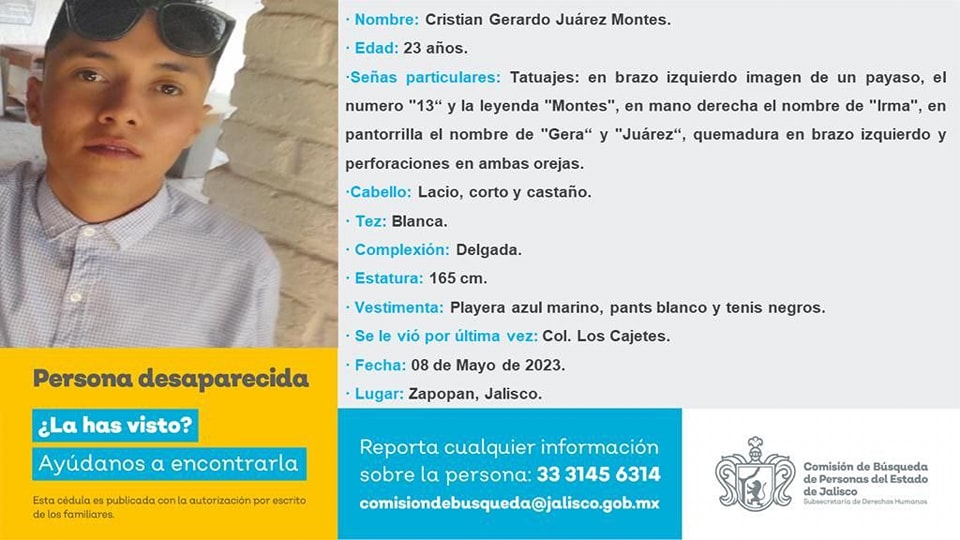 · Nombre: Cristian Gerardo Juárez Montes.
· Edad: 23 años.
·Señas particulares: Tatuajes: en brazo izquierdo imagen de un payaso, el
numero "13“ y la leyenda "Montes", en mano derecha el nombre de "Irma", en
pantorrilla el nombre de "Gera“ y "Juárez“, quemadura en brazo izquierdo y
perforaciones en ambas orejas.
·Cabello: Lacio, corto y castaño.
· Tez: Blanca.
· Complexión: Delgada.
· Estatura: 165 cm.
· Vestimenta: Playera azul marino, pants blanco y tenis negros.
· Se le vió por última vez: Col. Los Cajetes.
· Fecha: 08 de Mayo de 2023.
· Lugar: Zapopan, Jalisco.
Persona desaparecida
¿La has visto?
Ayúdanos a encontrarla
Esta cédula es publicada con la autorización por escrito
de los familiares.
Reporta cualquier información
sobre la persona: 33 3145 6314
comisiondebusqueda@jalisco.gob.mx
Comisión de Búsqueda
de Personas del Estado
de Jalisco
Subsecretaría de Derechos Humanos